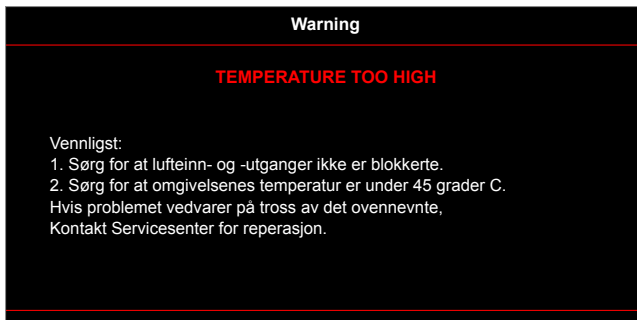 Warning
TEMPERATURE TOO HIGH
Vennligst:
1. Sørg for at lufteinn- og -utganger ikke er blokkerte.
2. Sørg for at omgivelsenes temperatur er under 45 grader C.
Hvis problemet vedvarer på tross av det ovennevnte,
Kontakt Servicesenter for reperasjon.